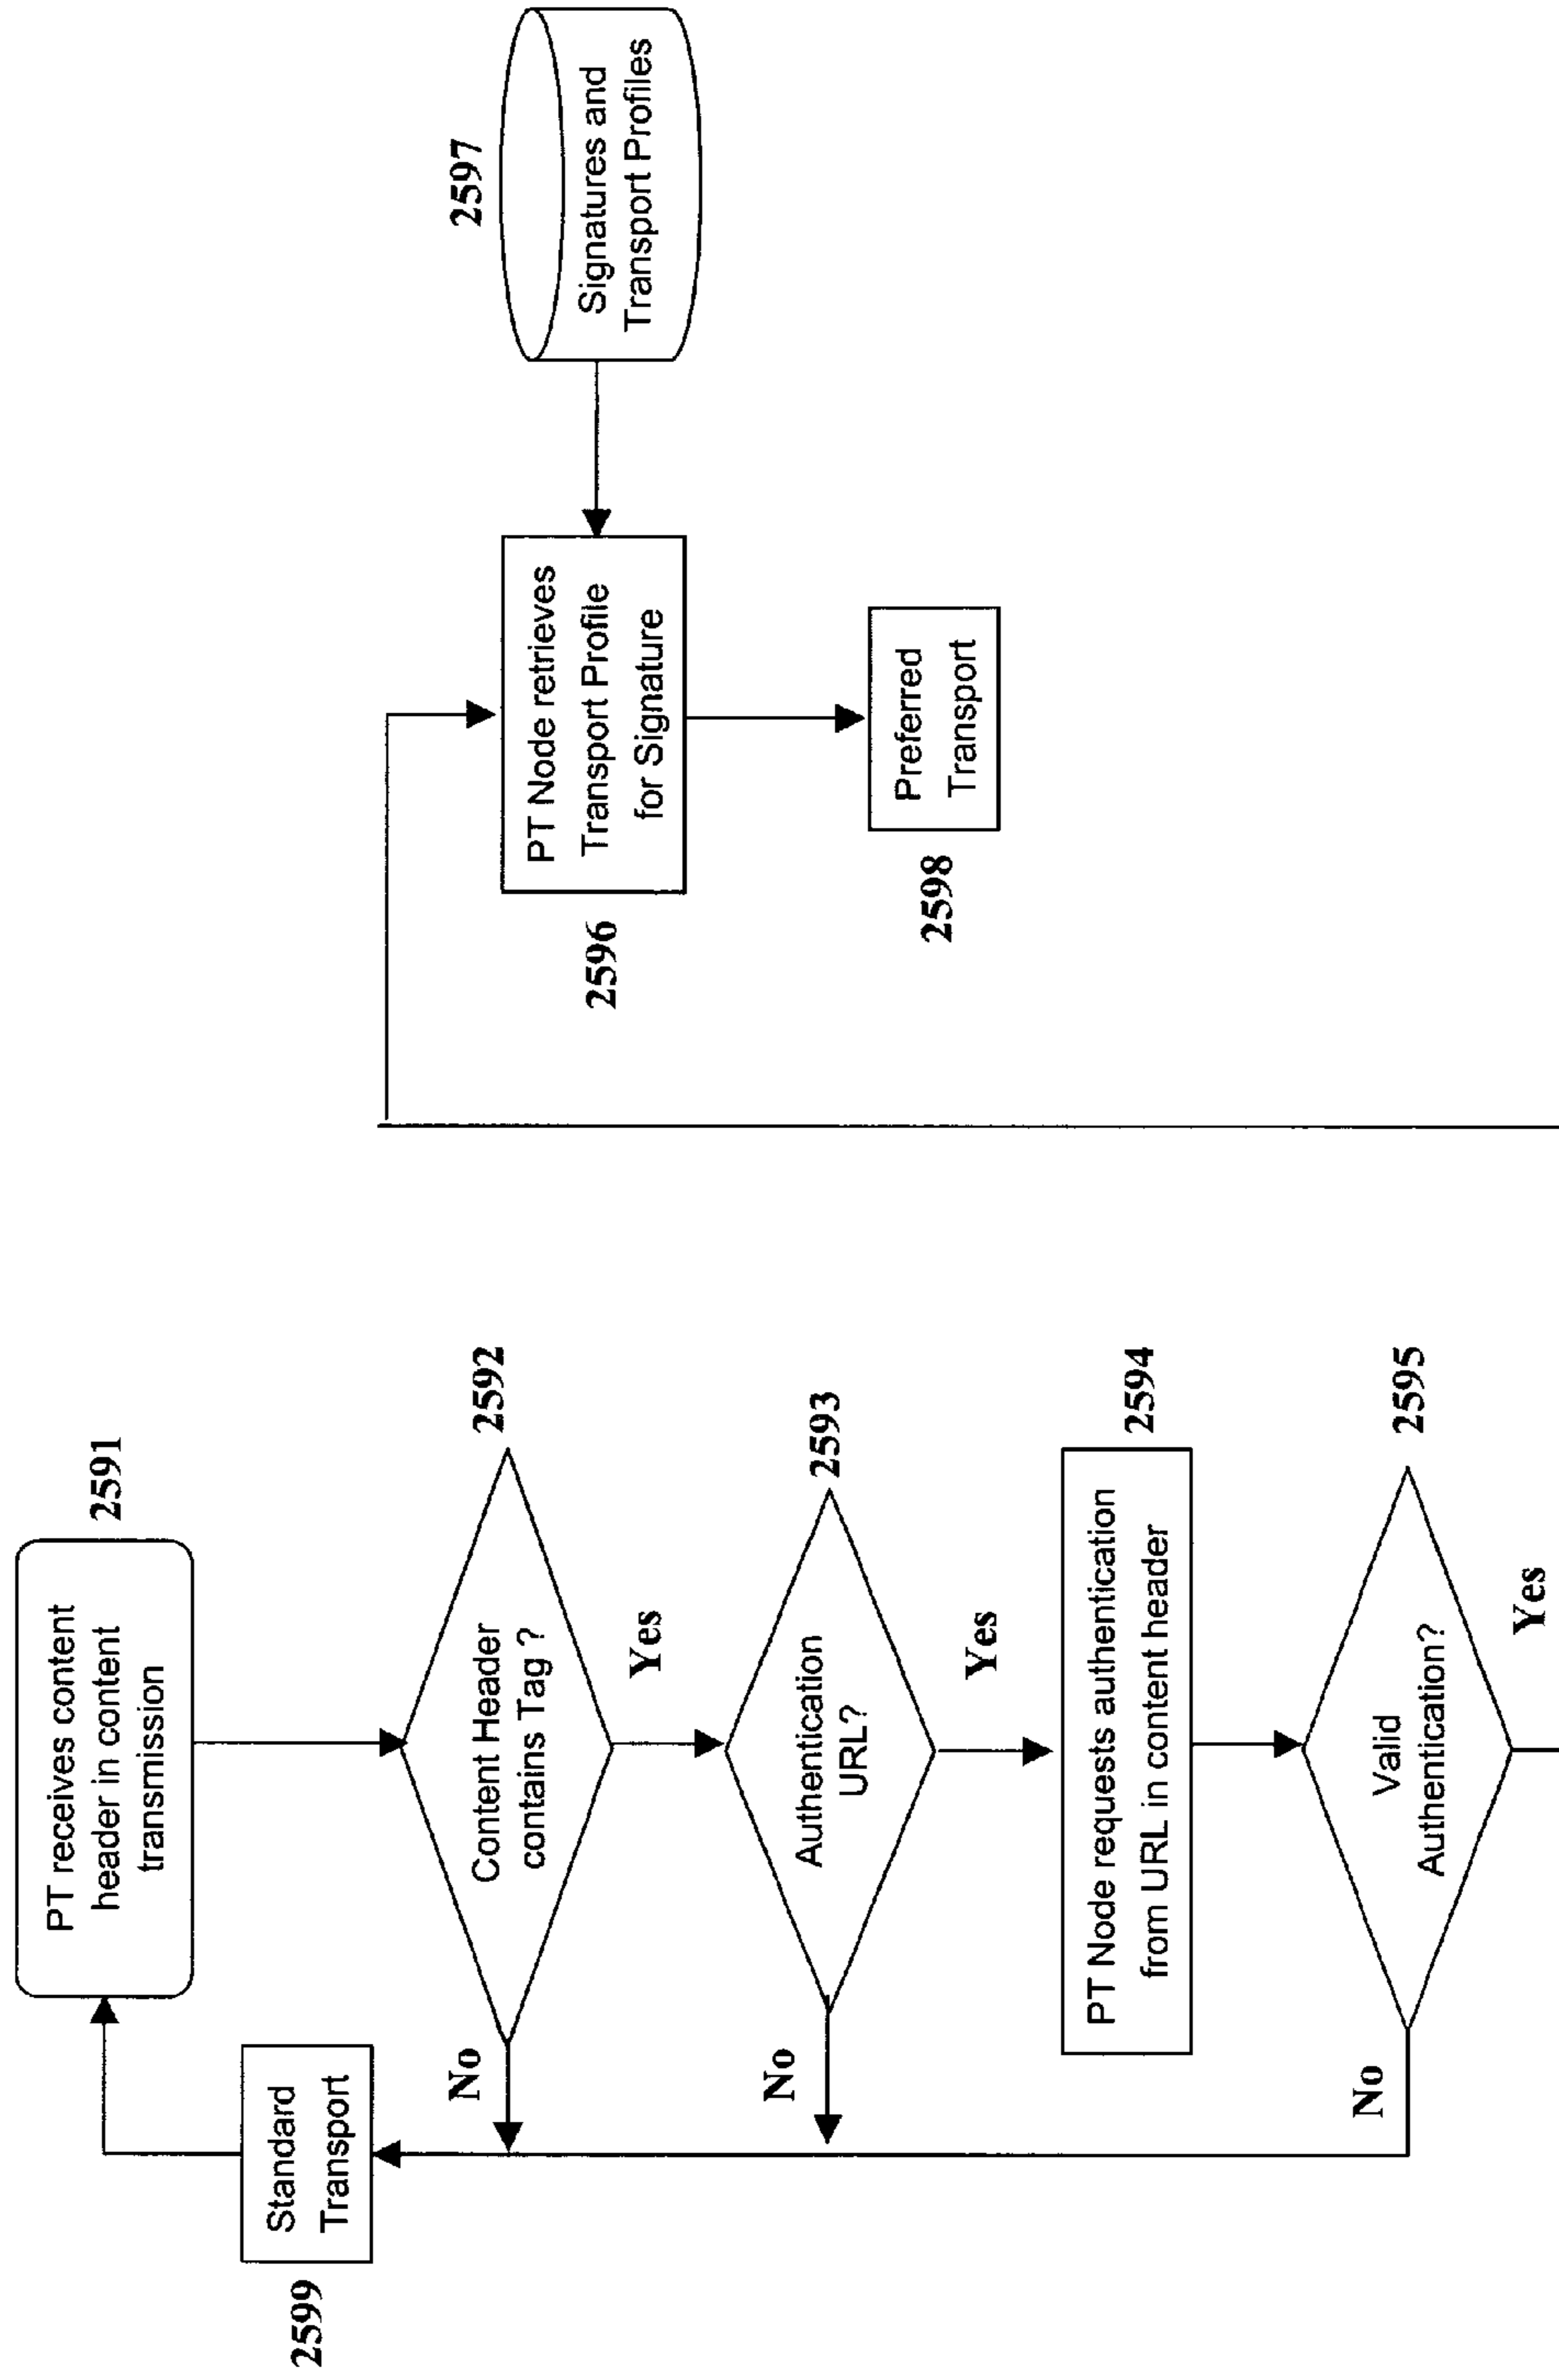 2591
PT receives content
header in content
transmission
2599
Standard
Transport
2592
Content Header
contains Tag ?
No
Yes
2593
Authentication
URL?
No
Yes
2594
PT Node requests authentication
from URL in content header
2595
Valid
Authentication?
No
Yes
2596
PT Node retrieves
Transport Profile
for Signature
2597
Signatures and
Transport Profiles
2598
Preferred
Transport